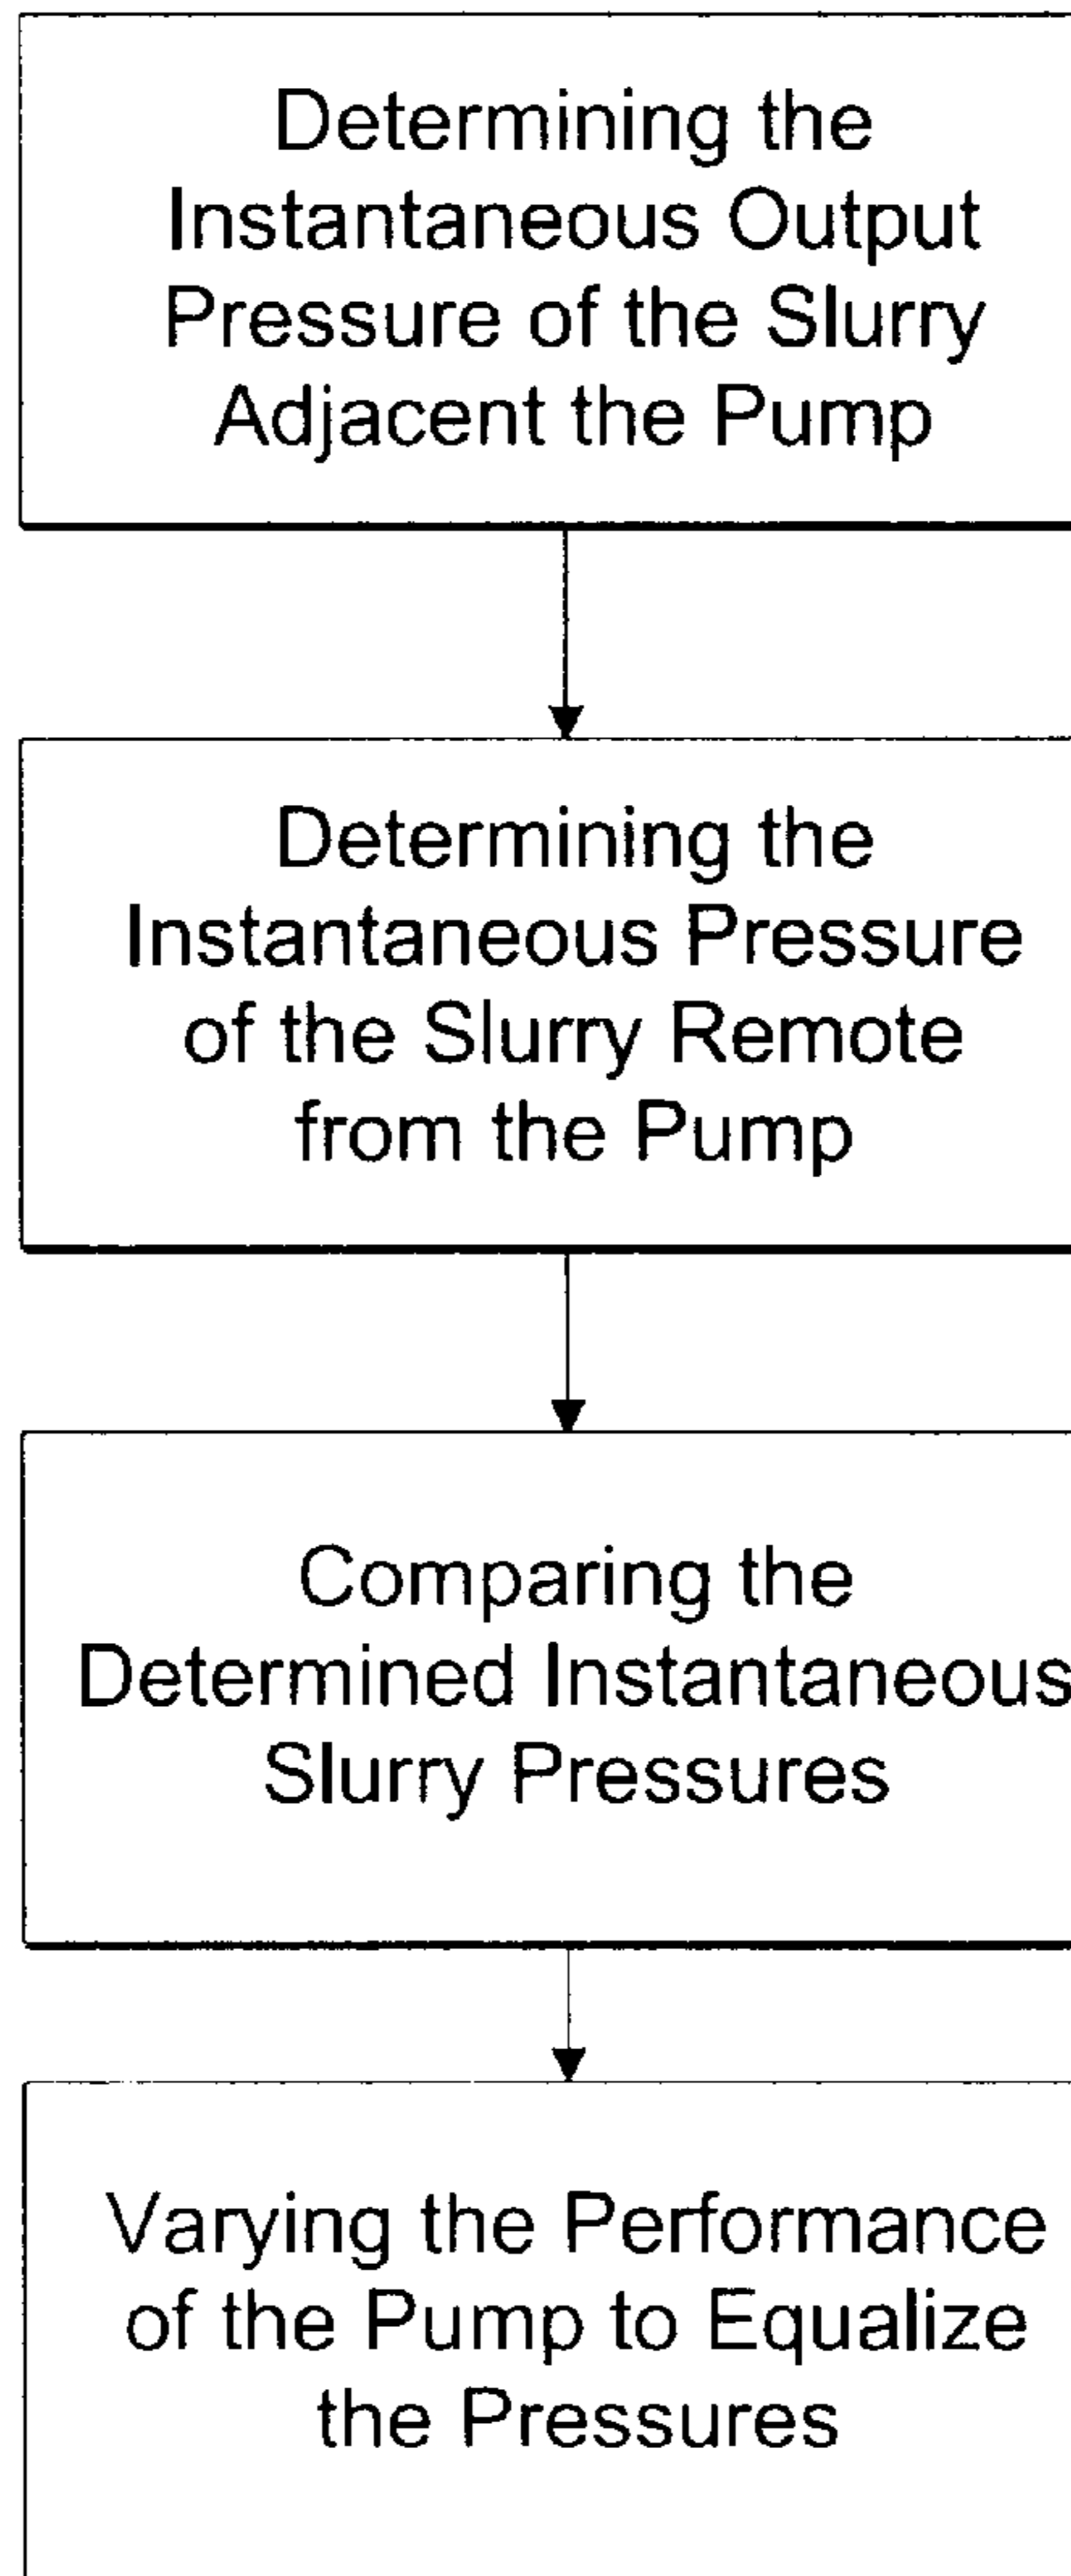 Determining the
Instantaneous Output
Pressure of the Slurry
Adjacent the Pump
Determining the
Instantaneous Pressure
of the Slurry Remote
from the Pump
Comparing the
Determined Instantaneous
Slurry Pressures
Varying the Performance
of the Pump to Equalize
the Pressures